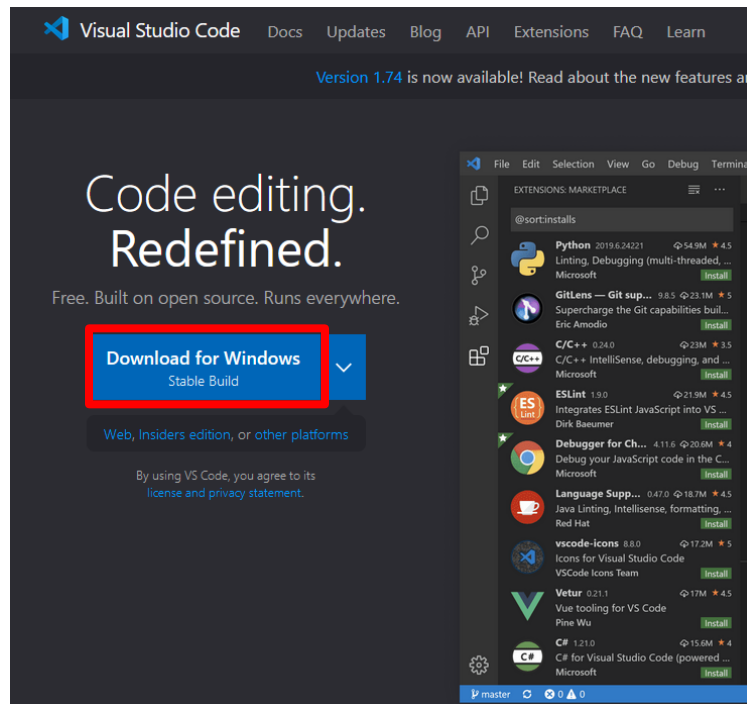 Visual Studio Code Docs Updates Blog API Extensions FAQ Learn
Version 1.74 is now available! Read about the new features a
Code editing.
Redefined.
Free. Built on open source. Runs everywhere.
Download for Windows
Stable Build
Web, Insiders edition, or other platforms
By using VS Code, you agree to its
license and privacy statement.
File Edit Selection View Go Debug Termina
EXTENSIONS: MARKETPLACE
@sort:installs
Python 2019.6.24221 54.9M ★ 4.5
Linting, Debugging (multi-threaded, ...
Microsoft Install
GitLens — Git sup... 9.8.5 23.1M ★ 5
Supercharge the Git capabilities buil...
Eric Amodio Install
C/C++ 0.24.0 23M ★ 3.5
C/C++ IntelliSense, debugging, and ...
Microsoft Install
ESLint 1.9.0 21.9M ★ 4.5
Integrates ESLint JavaScript into VS ...
Dirk Baeumer Install
Debugger for Ch... 4.11.6 20.6M ★ 4
Debug your JavaScript code in the C...
Microsoft Install
Language Supp... 0.47.0 18.7M ★ 4.5
Java Linting, Intellisense, formatting, ...
Red Hat Install
vscode-icons 8.8.0 17.2M ★ 5
Icons for Visual Studio Code
VSCode Icons Team Install
Vetur 0.21.1 17M ★ 4.5
Vue tooling for VS Code
Pine Wu Install
C# 1.21.0 15.6M ★ 4
C# for Visual Studio Code (powered ...
Microsoft Install
C/C++
ES
Lint
C#
master 0 0